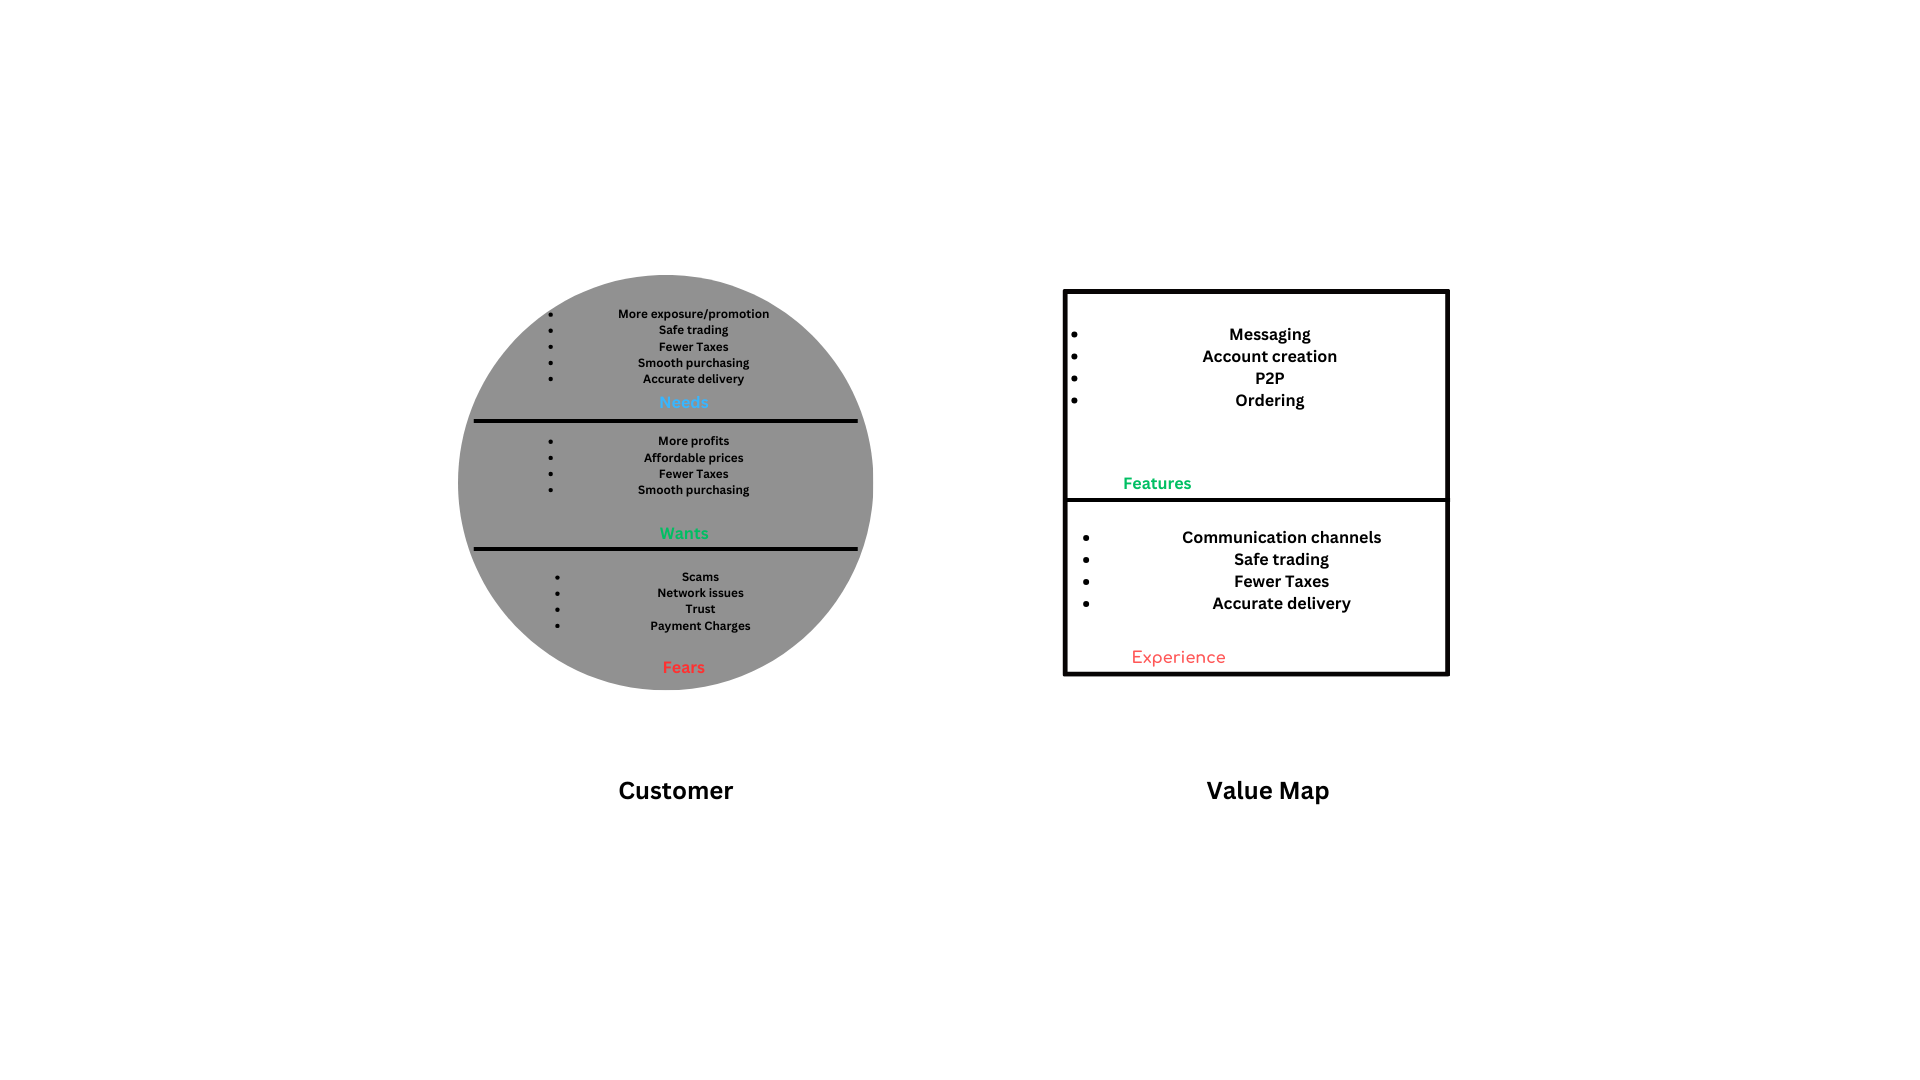 More exposure/promotion
Safe trading
Fewer Taxes
Smooth purchasing
Accurate delivery
Needs
More profits
Affordable prices
Fewer Taxes
Smooth purchasing
Wants
Scams
Network issues
Trust
Payment Charges
Fears
Customer
Messaging
Account creation
P2P
Ordering
Features
Communication channels
Safe trading
Fewer Taxes
Accurate delivery
Experience
Value Map